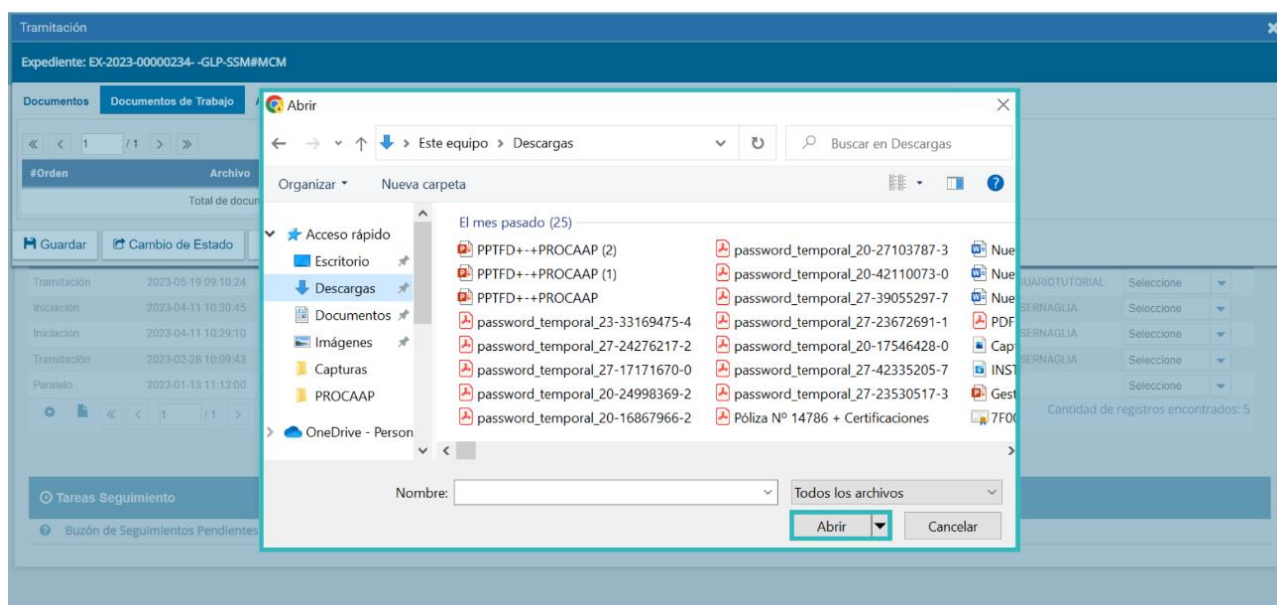 Tramitación
Expediente: EX-2023-00000234- -GLP-SSM#MCM
Documentos Documentos de Trabajo
1 / 1
#Orden Archivo
Total de docum
Guardar Cambio de Estado
Tramitación 2023-05-19 09:10:24 Seleccione
Iniciación 2023-04-11 10:30:45 SERNAGLIA Seleccione
Iniciación 2023-04-11 10:29:10 SERNAGLIA Seleccione
Tramitación 2023-02-28 10:09:43 SERNAGLIA Seleccione
Paralelo 2023-01-13 11:13:00 Seleccione
1 / 1
Cantidad de registros encontrados: 5
Tareas Seguimiento
Buzón de Seguimientos Pendientes
Abrir
Este equipo > Descargas
Buscar en Descargas
Organizar Nueva carpeta
Acceso rápido
Escritorio
Descargas
Documentos
Imágenes
Capturas
PROCAAP
OneDrive - Person
El mes pasado (25)
PPTFD+-+PROCAAP (2)
PPTFD+-+PROCAAP (1)
PPTFD+-+PROCAAP
password_temporal_23-33169475-4
password_temporal_27-24276217-2
password_temporal_27-17171670-0
password_temporal_20-24998369-2
password_temporal_20-16867966-2
password_temporal_20-27103787-3
password_temporal_20-42110073-0
password_temporal_27-39055297-7
password_temporal_27-23672691-1
password_temporal_20-17546428-0
password_temporal_27-42335205-7
password_temporal_27-23530517-3
Póliza Nº 14786 + Certificaciones
Nue
Nue
Nue
PDF
Cap
INST
Gest
7F00
Nombre:
Todos los archivos
Abrir
Cancelar